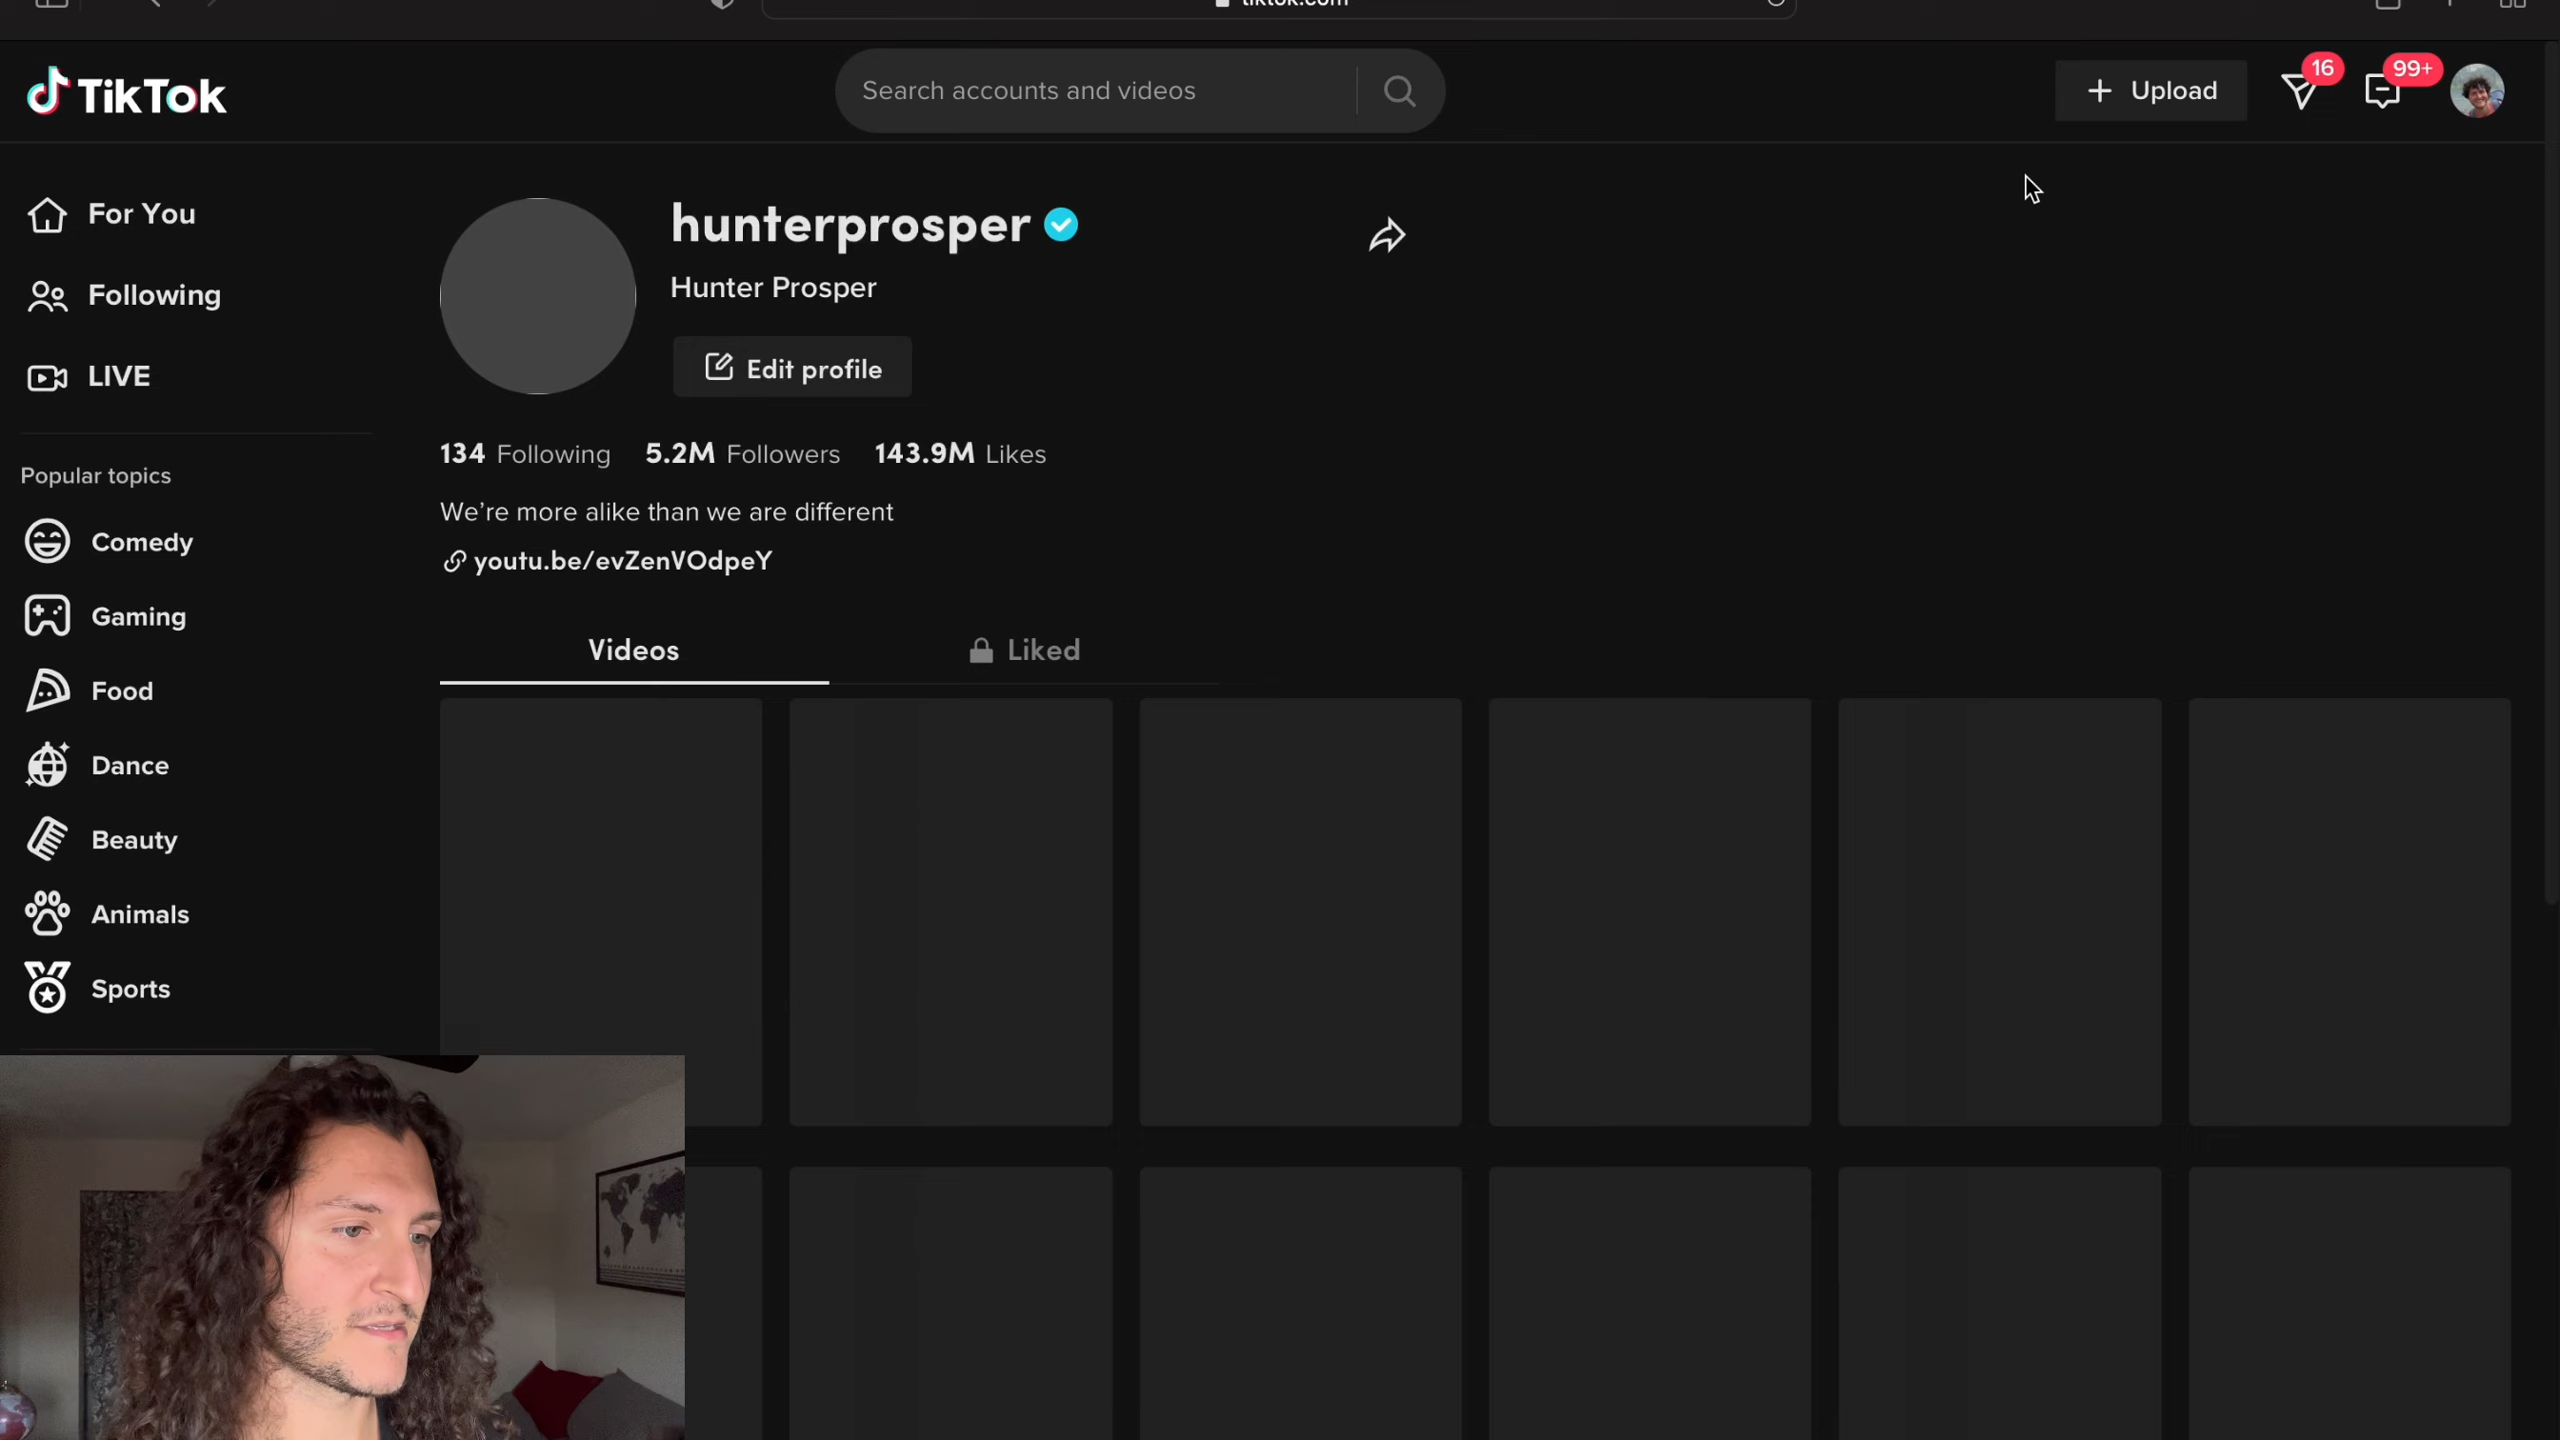 tiktok.com
TikTok
Search accounts and videos
Upload
16
99+
For You
Following
LIVE
Popular topics
Comedy
Gaming
Food
Dance
Beauty
Animals
Sports
hunterprosper
Hunter Prosper
Edit profile
134 Following 5.2M Followers 143.9M Likes
We’re more alike than we are different
youtu.be/evZenVOdpeY
Videos
Liked